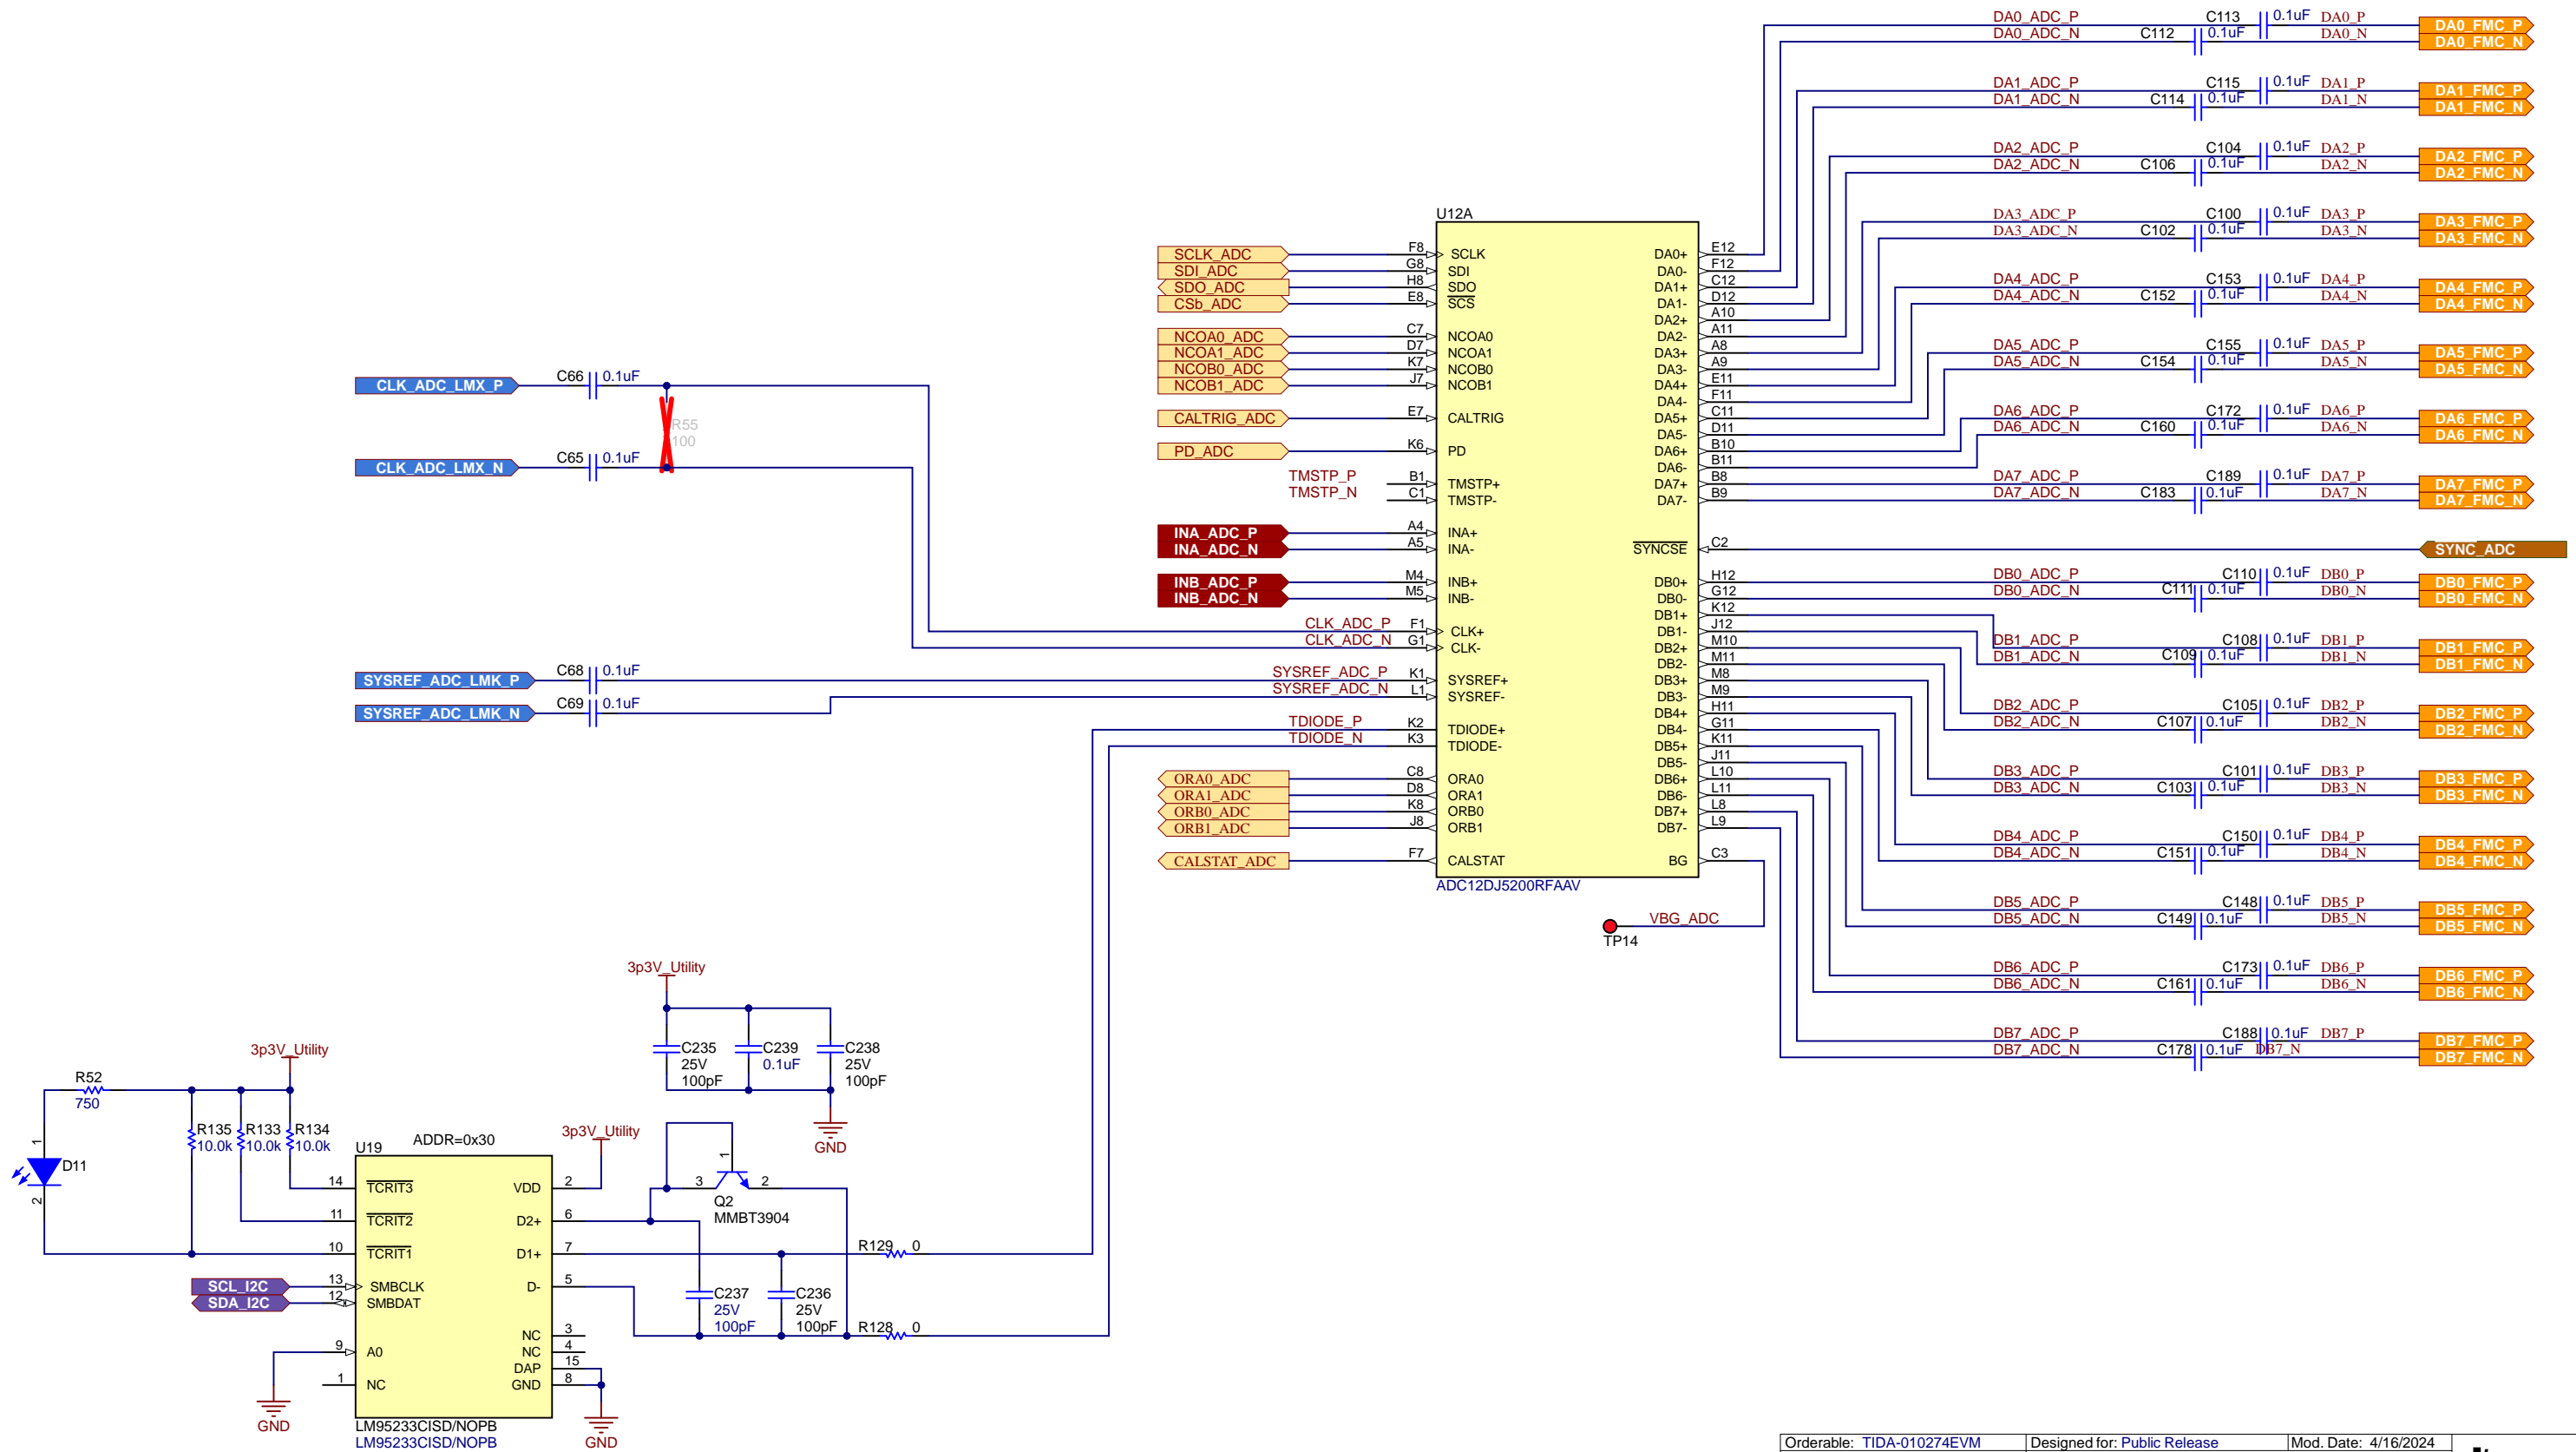 DA0_ADC_P C113 0.1uF DA0_P DA0_FMC_P
DA0_ADC_N C112 0.1uF DA0_N DA0_FMC_N
DA1_ADC_P C115 0.1uF DA1_P DA1_FMC_P
DA1_ADC_N C114 0.1uF DA1_N DA1_FMC_N
DA2_ADC_P C104 0.1uF DA2_P DA2_FMC_P
DA2_ADC_N C106 0.1uF DA2_N DA2_FMC_N
DA3_ADC_P C100 0.1uF DA3_P DA3_FMC_P
DA3_ADC_N C102 0.1uF DA3_N DA3_FMC_N
DA4_ADC_P C153 0.1uF DA4_P DA4_FMC_P
DA4_ADC_N C152 0.1uF DA4_N DA4_FMC_N
DA5_ADC_P C155 0.1uF DA5_P DA5_FMC_P
DA5_ADC_N C154 0.1uF DA5_N DA5_FMC_N
DA6_ADC_P C172 0.1uF DA6_P DA6_FMC_P
DA6_ADC_N C160 0.1uF DA6_N DA6_FMC_N
DA7_ADC_P C189 0.1uF DA7_P DA7_FMC_P
DA7_ADC_N C183 0.1uF DA7_N DA7_FMC_N
SYNC_ADC
DB0_ADC_P C110 0.1uF DB0_P DB0_FMC_P
DB0_ADC_N C111 0.1uF DB0_N DB0_FMC_N
DB1_ADC_P C108 0.1uF DB1_P DB1_FMC_P
DB1_ADC_N C109 0.1uF DB1_N DB1_FMC_N
DB2_ADC_P C105 0.1uF DB2_P DB2_FMC_P
DB2_ADC_N C107 0.1uF DB2_N DB2_FMC_N
DB3_ADC_P C101 0.1uF DB3_P DB3_FMC_P
DB3_ADC_N C103 0.1uF DB3_N DB3_FMC_N
DB4_ADC_P C150 0.1uF DB4_P DB4_FMC_P
DB4_ADC_N C151 0.1uF DB4_N DB4_FMC_N
DB5_ADC_P C148 0.1uF DB5_P DB5_FMC_P
DB5_ADC_N C149 0.1uF DB5_N DB5_FMC_N
DB6_ADC_P C173 0.1uF DB6_P DB6_FMC_P
DB6_ADC_N C161 0.1uF DB6_N DB6_FMC_N
DB7_ADC_P C188 0.1uF DB7_P DB7_FMC_P
DB7_ADC_N C178 0.1uF DB7_N DB7_FMC_N
U12A
SCLK_ADC F8 SCLK
SDI_ADC G8 SDI
SDO_ADC H8 SDO
CSb_ADC E8 SCS
NCOA0_ADC C7 NCOA0
NCOA1_ADC D7 NCOA1
NCOB0_ADC K7 NCOB0
NCOB1_ADC J7 NCOB1
CALTRIG_ADC E7 CALTRIG
PD_ADC K6 PD
TMSTP_P B1 TMSTP+
TMSTP_N C1 TMSTP-
INA_ADC_P A4 INA+
INA_ADC_N A5 INA-
INB_ADC_P M4 INB+
INB_ADC_N M5 INB-
CLK_ADC_P F1 CLK+
CLK_ADC_N G1 CLK-
SYSREF_ADC_P K1 SYSREF+
SYSREF_ADC_N L1 SYSREF-
TDIODE_P K2 TDIODE+
TDIODE_N K3 TDIODE-
ORA0_ADC C8 ORA0
ORA1_ADC D8 ORA1
ORB0_ADC K8 ORB0
ORB1_ADC J8 ORB1
CALSTAT_ADC F7 CALSTAT
DA0+ E12
DA0- F12
DA1+ C12
DA1- D12
DA2+ A10
DA2- A11
DA3+ A8
DA3- A9
DA4+ E11
DA4- F11
DA5+ C11
DA5- D11
DA6+ B10
DA6- B11
DA7+ B8
DA7- B9
SYNCSE C2
DB0+ H12
DB0- G12
DB1+ K12
DB1- J12
DB2+ M10
DB2- M11
DB3+ M8
DB3- M9
DB4+ H11
DB4- G11
DB5+ K11
DB5- J11
DB6+ L10
DB6- L11
DB7+ L8
DB7- L9
BG C3
ADC12DJ5200RFAAV
VBG_ADC
TP14
CLK_ADC_LMX_P C66 0.1uF
R55
100
CLK_ADC_LMX_N C65 0.1uF
SYSREF_ADC_LMK_P C68 0.1uF
SYSREF_ADC_LMK_N C69 0.1uF
3p3V_Utility
C235 C239 C238
25V 0.1uF 25V
100pF 100pF
GND
3p3V_Utility
R52
750
R135 R133 R134
10.0k 10.0k 10.0k
1
D11
2
U19 ADDR=0x30
3p3V_Utility
14 TCRIT3 VDD 2
11 TCRIT2 D2+ 6
10 TCRIT1 D1+ 7
SCL_I2C 13 SMBCLK D- 5
SDA_I2C 12 SMBDAT
NC 3
9 A0 NC 4
DAP 15
1 NC GND 8
GND
GND
LM95233CISD/NOPB
LM95233CISD/NOPB
1
3 2
Q2
MMBT3904
R129 0
C237 C236
25V 25V
100pF 100pF
R128 0
Orderable: TIDA-010274EVM Designed for: Public Release Mod. Date: 4/16/2024